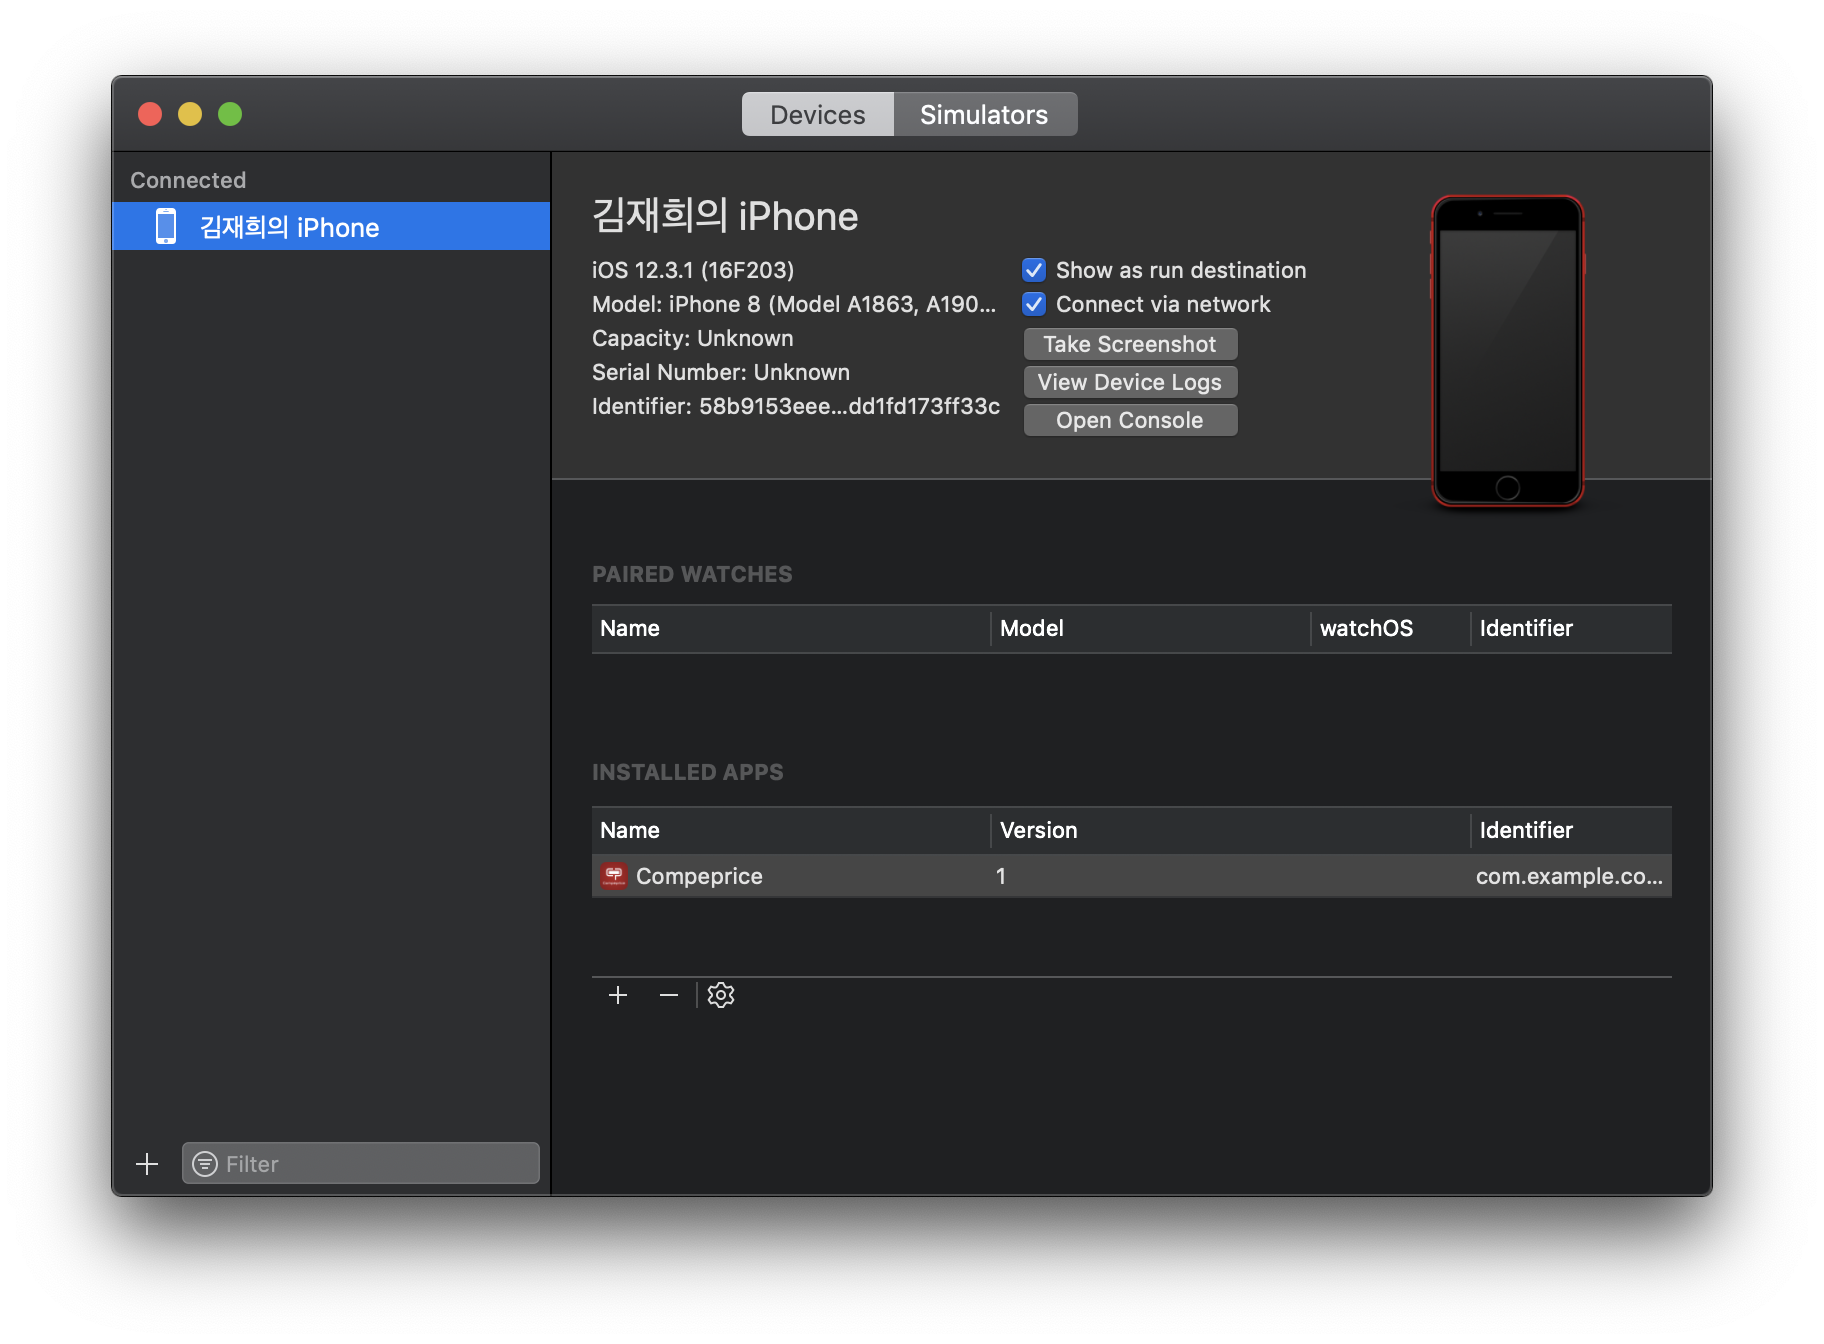 Devices
Simulators
Connected
김재희의 iPhone
김재희의 iPhone
iOS 12.3.1 (16F203)
Model: iPhone 8 (Model A1863, A190...
Capacity: Unknown
Serial Number: Unknown
Identifier: 58b9153eee...dd1fd173ff33c
Show as run destination
Connect via network
Take Screenshot
View Device Logs
Open Console
PAIRED WATCHES
Name Model watchOS Identifier
INSTALLED APPS
Name Version Identifier
Compeprice 1 com.example.co...
Filter